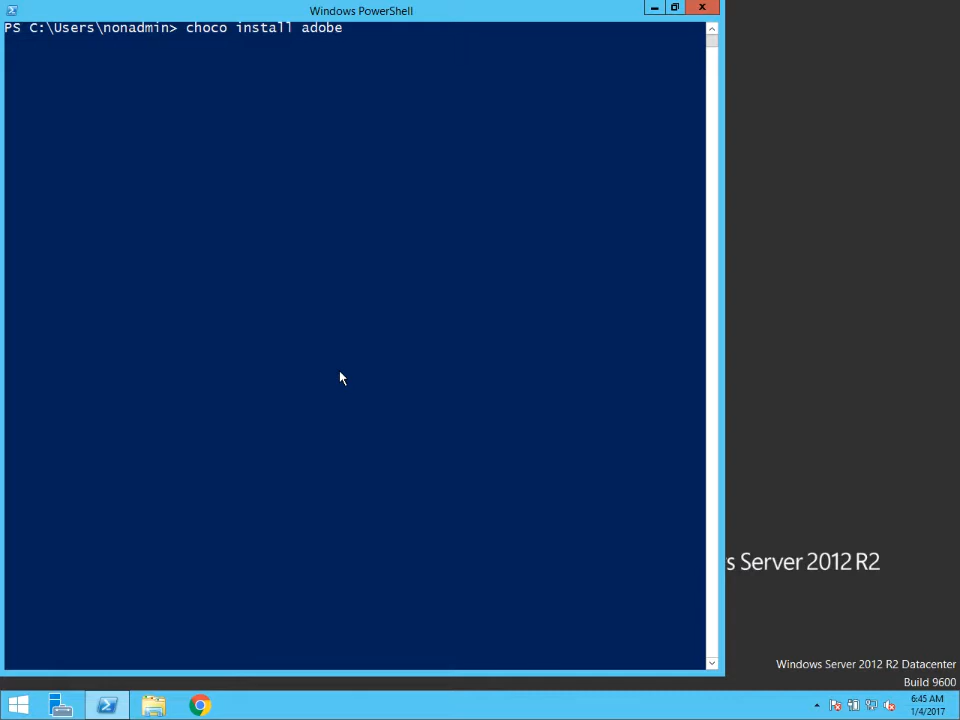 Windows PowerShell
PS C:\Users\nonadmin> choco install adobe
s Server 2012 R2
Windows Server 2012 R2 Datacenter
Build 9600
6:45 AM
1/4/2017